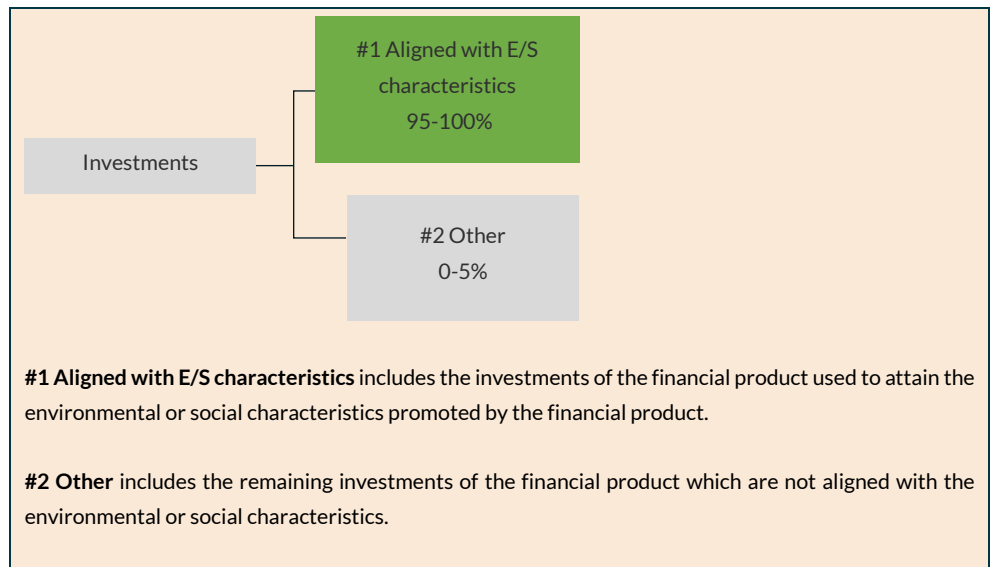 #1 Aligned with E/S
characteristics
95-100%
Investments
#2 Other
0-5%
#1 Aligned with E/S characteristics includes the investments of the financial product used to attain the
environmental or social characteristics promoted by the financial product.
#2 Other includes the remaining investments of the financial product which are not aligned with the
environmental or social characteristics.